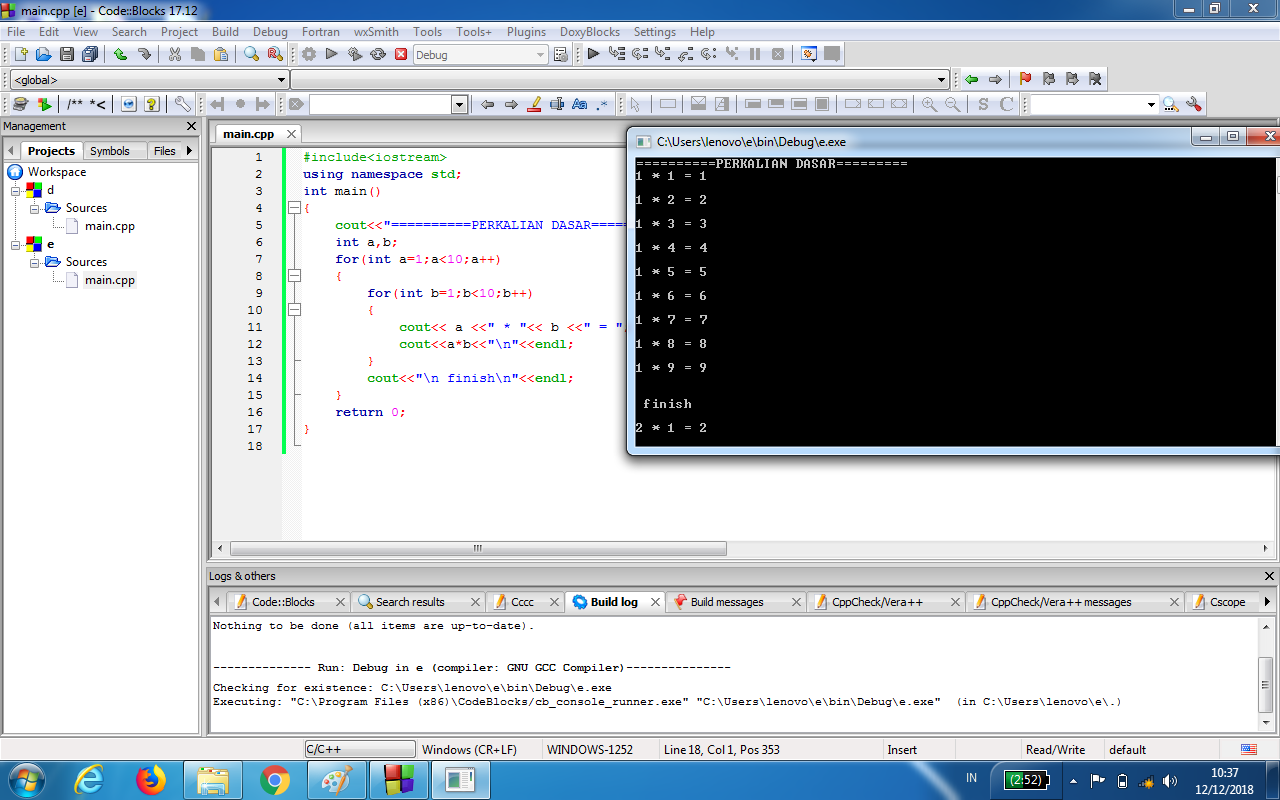 main.cpp [e] - Code::Blocks 17.12
File Edit View Search Project Build Debug Fortran wxSmith Tools Tools+ Plugins DoxyBlocks Settings Help
Debug
<global>
/** *<
Aa .*
S C
Management
Projects Symbols Files
Workspace
d
Sources
main.cpp
e
Sources
main.cpp
main.cpp
1 #include<iostream>
2 using namespace std;
3 int main()
4 {
5 cout<<"==========PERKALIAN DASAR=====
6 int a,b;
7 for(int a=1;a<10;a++)
8 {
9 for(int b=1;b<10;b++)
10 {
11 cout<< a <<" * "<< b <<" = ";
12 cout<<a*b<<"\n"<<endl;
13 }
14 cout<<"\n finish\n"<<endl;
15 }
16 return 0;
17 }
18
C:\Users\lenovo\e\bin\Debug\e.exe
==========PERKALIAN DASAR=========
1 * 1 = 1
1 * 2 = 2
1 * 3 = 3
1 * 4 = 4
1 * 5 = 5
1 * 6 = 6
1 * 7 = 7
1 * 8 = 8
1 * 9 = 9
finish
2 * 1 = 2
Logs & others
Code::Blocks Search results Cccc Build log Build messages CppCheck/Vera++ CppCheck/Vera++ messages Cscope
Nothing to be done (all items are up-to-date).
-------------- Run: Debug in e (compiler: GNU GCC Compiler)---------------
Checking for existence: C:\Users\lenovo\e\bin\Debug\e.exe
Executing: "C:\Program Files (x86)\CodeBlocks/cb_console_runner.exe" "C:\Users\lenovo\e\bin\Debug\e.exe"  (in C:\Users\lenovo\e\.)
C/C++ Windows (CR+LF) WINDOWS-1252 Line 18, Col 1, Pos 353 Insert Read/Write default
IN (2:52) 10:37
12/12/2018